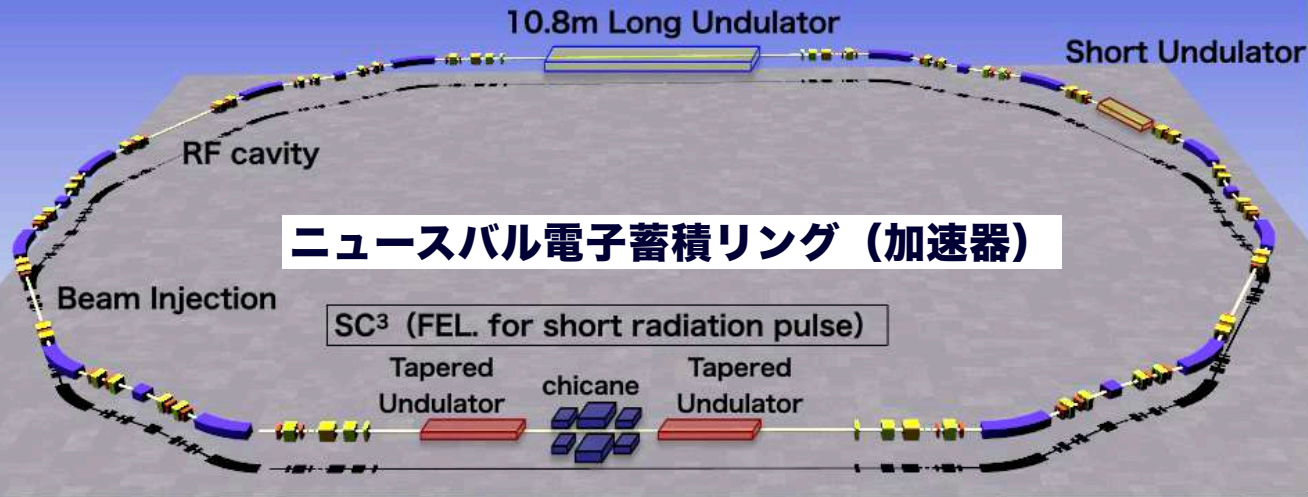 10.8m Long Undulator
Short Undulator
RF cavity
ニュースバル電子蓄積リング（加速器）
Beam Injection
SC³（FEL. for short radiation pulse）
Tapered
Undulator
chicane
Tapered
Undulator